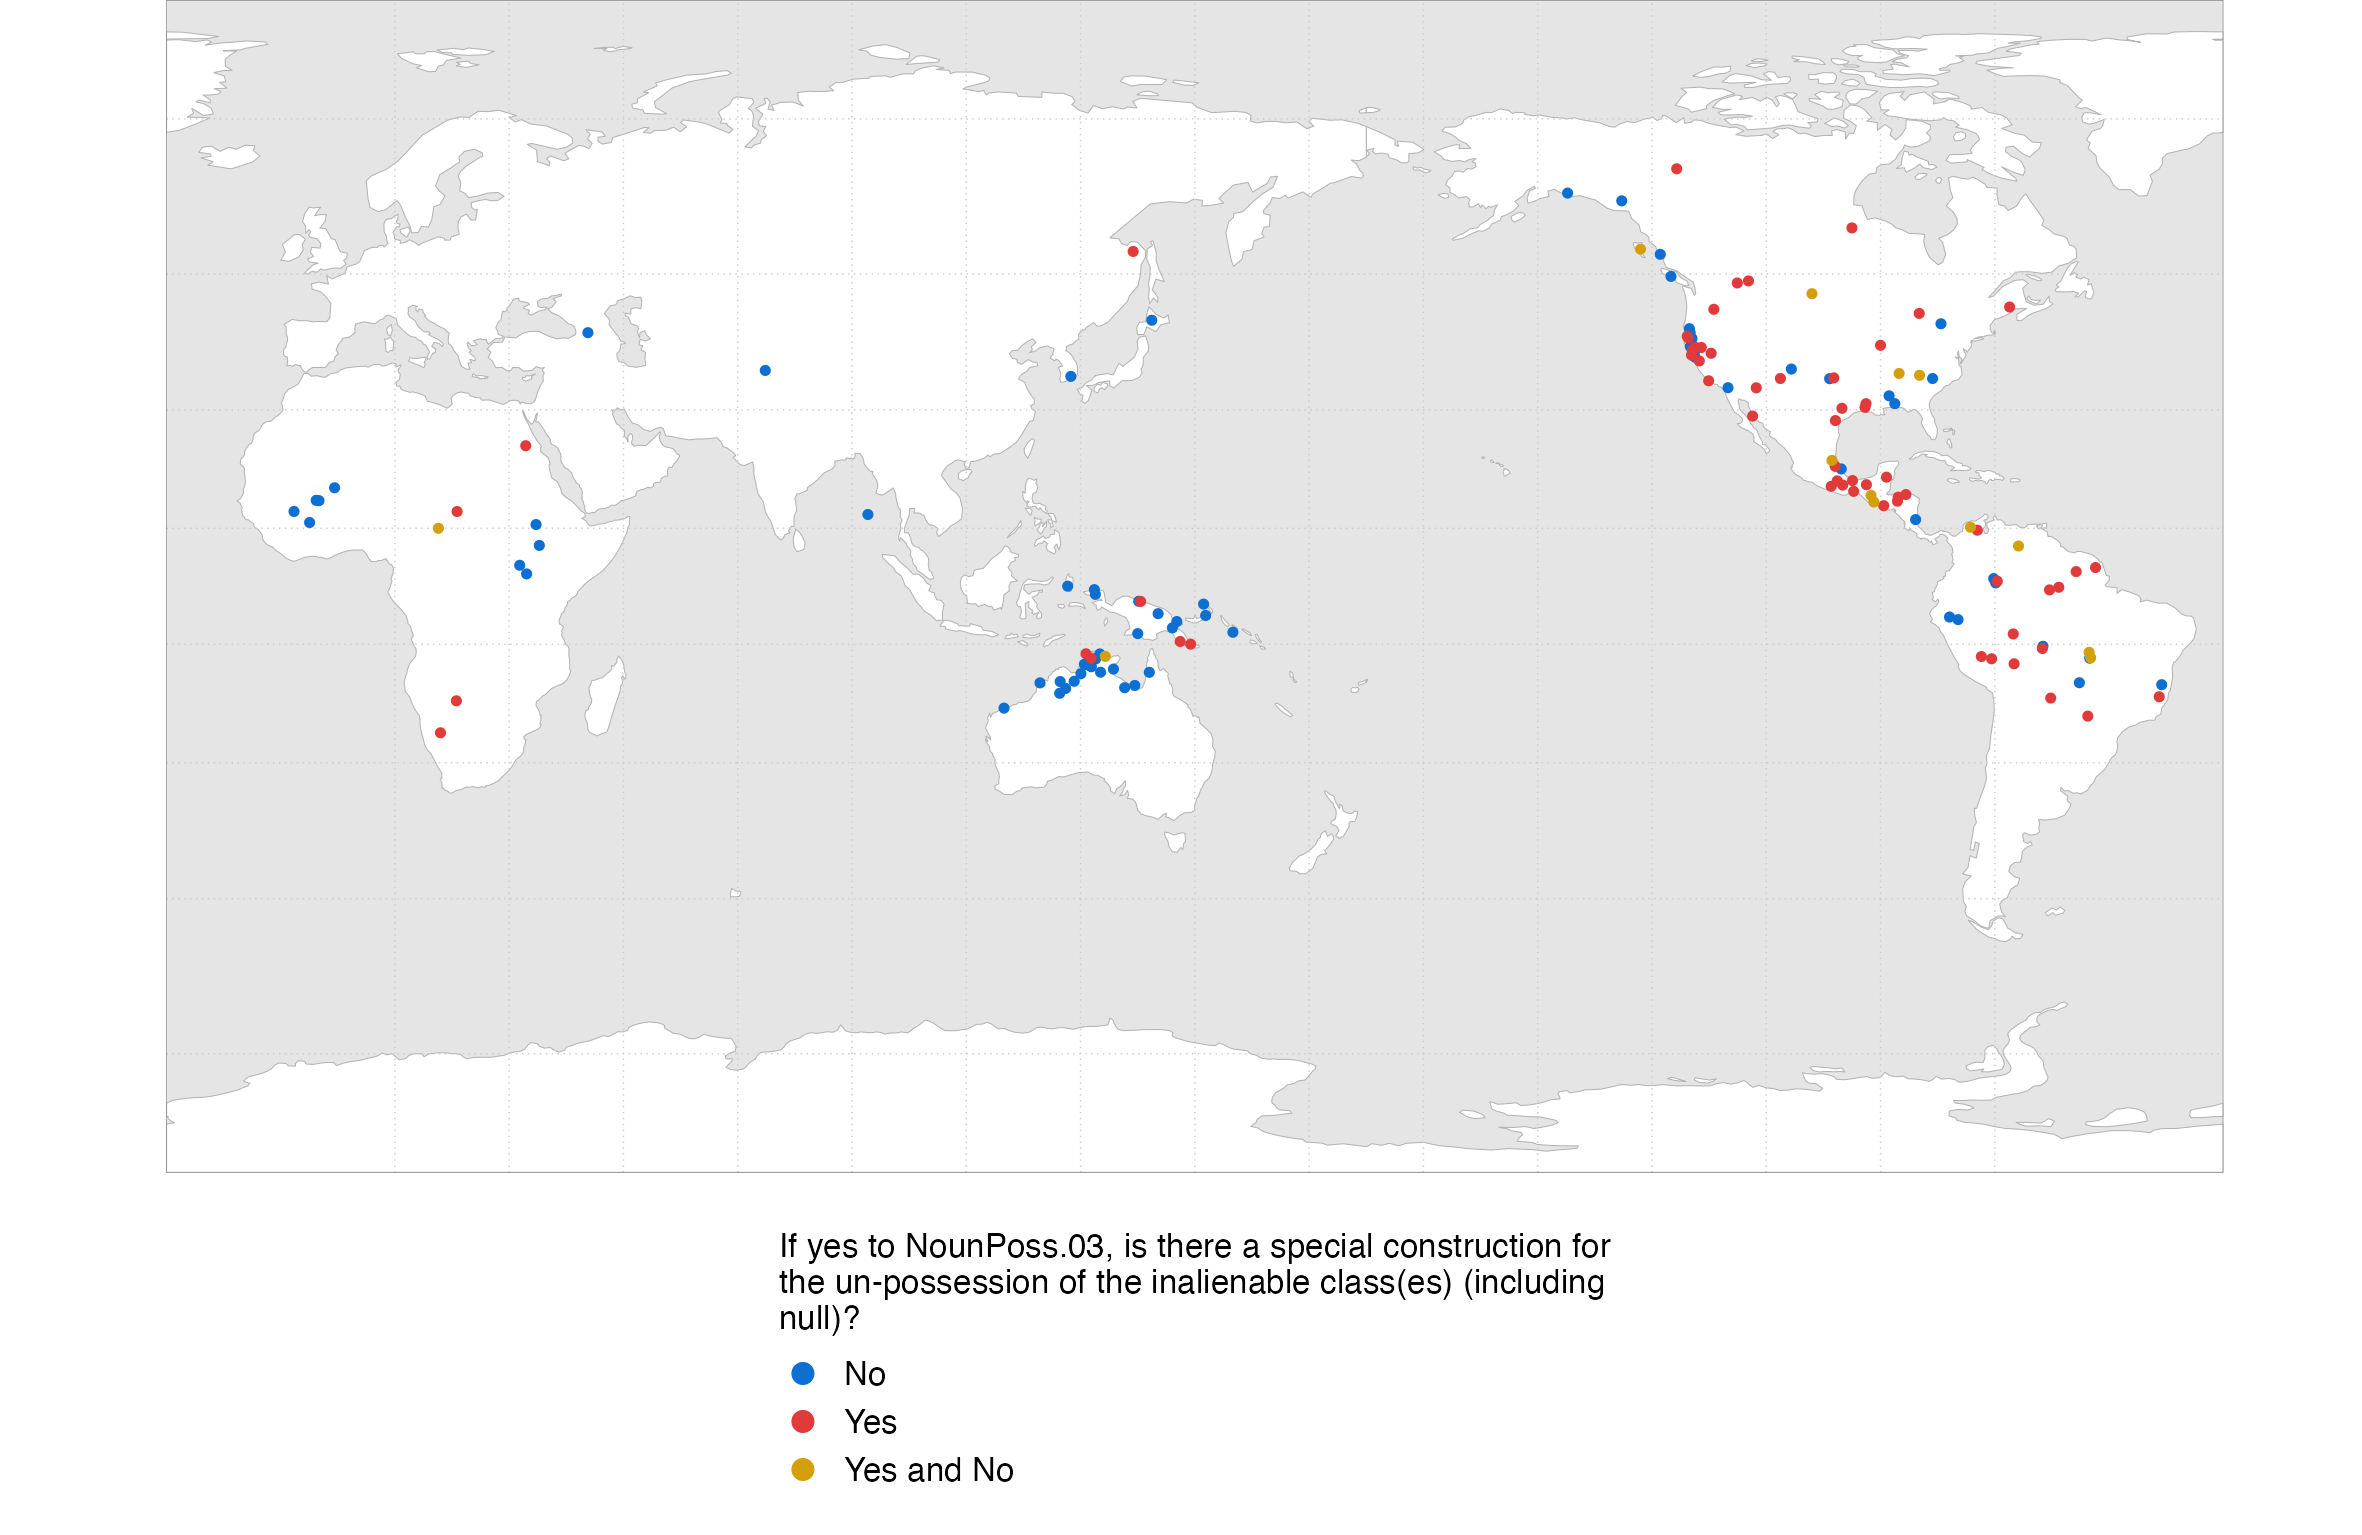 If yes to NounPoss.03, is there a special construction for
the un-possession of the inalienable class(es) (including
null)?
No
Yes
Yes and No